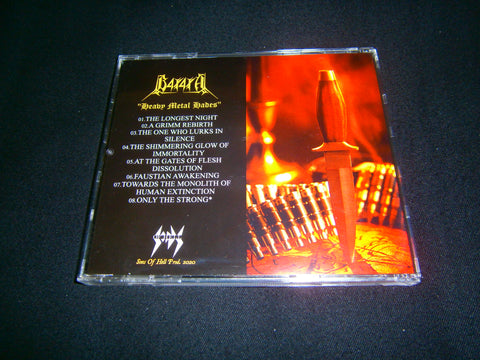 "Heavy Metal Hades"
01.THE LONGEST NIGHT
02.A GRIMM REBIRTH
03.THE ONE WHO LURKS IN
SILENCE
04.THE SHIMMERING GLOW OF
IMMORTALITY
05.AT THE GATES OF FLESH
DISSOLUTION
06.FAUSTIAN AWAKENING
07.TOWARDS THE MONOLITH OF
HUMAN EXTINCTION
08.ONLY THE STRONG*
Sons Of Hell Prod. 2020